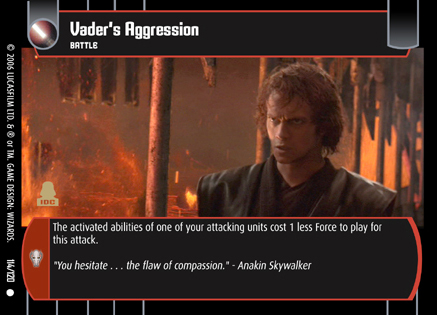 Vader's Aggression
BATTLE
© 2006 LUCASFILM LTD. & ® or TM. GAME DESIGN: WIZARDS. 114/120
IDC
The activated abilities of one of your attacking units cost 1 less Force to play for
this attack.
"You hesitate . . . the flaw of compassion." - Anakin Skywalker